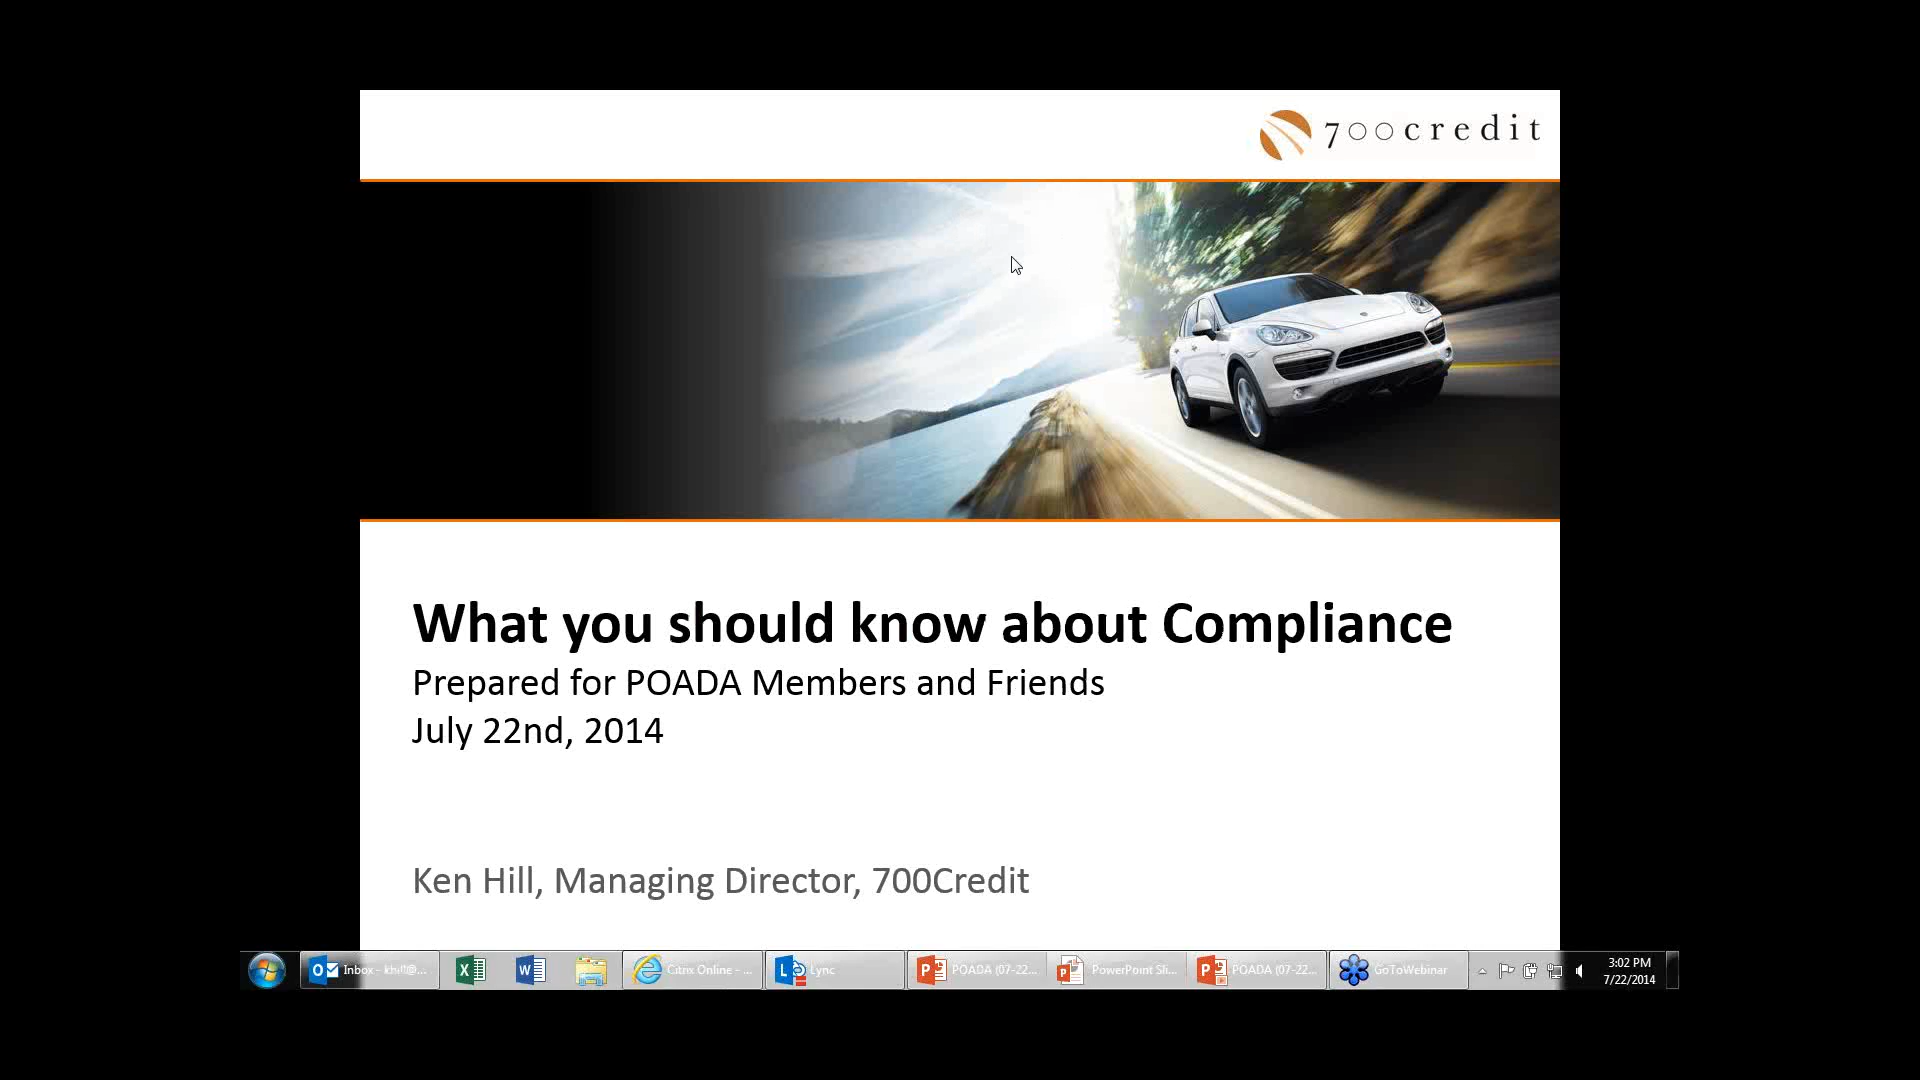 700credit
What you should know about Compliance
Prepared for POADA Members and Friends
July 22nd, 2014
Ken Hill, Managing Director, 700Credit
Inbox - khill@... Citrix Online - ... Lync POADA (07-22... PowerPoint Sli... POADA (07-22... GoToWebinar 3:02 PM
7/22/2014